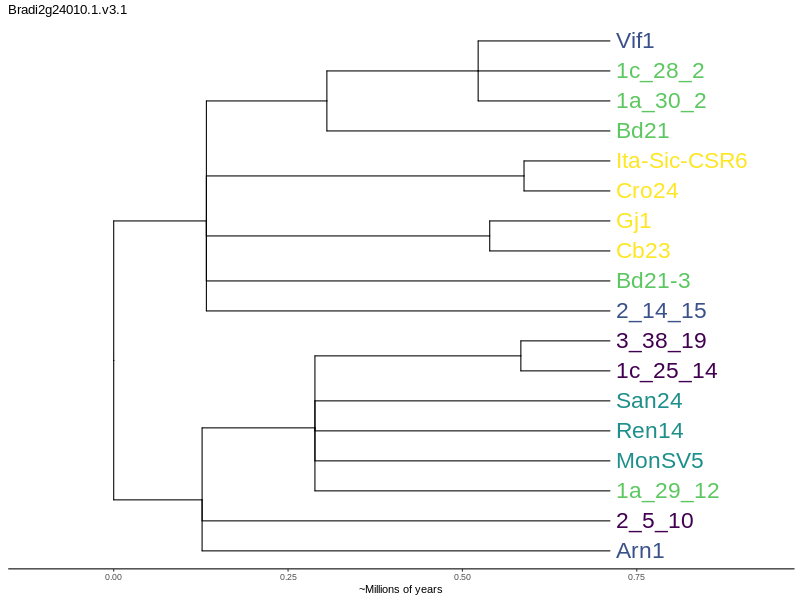 Bradi2g24010.1.v3.1
Vif1
1c_28_2
1a_30_2
Bd21
Ita-Sic-CSR6
Cro24
Gj1
Cb23
Bd21-3
2_14_15
3_38_19
1c_25_14
San24
Ren14
MonSV5
1a_29_12
2_5_10
Arn1
0.00 0.25 0.50 0.75
~Millions of years